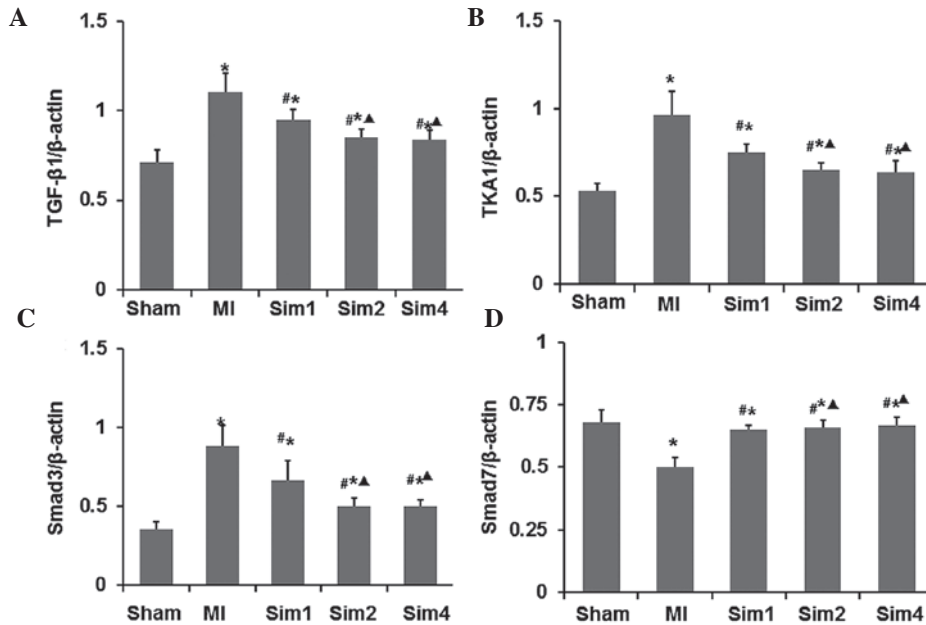 A
TGF-β1/β-actin
1.5
1
0.5
0
*
#*
#*▲
#*▲
Sham MI Sim1 Sim2 Sim4
B
TKA1/β-actin
1.5
1
0.5
0
*
#*
#*▲
#*▲
Sham MI Sim1 Sim2 Sim4
C
Smad3/β-actin
1.5
1
0.5
0
*
#*
#*▲
#*▲
Sham MI Sim1 Sim2 Sim4
D
Smad7/β-actin
1
0.75
0.5
0.25
0
*
#*
#*▲
#*▲
Sham MI Sim1 Sim2 Sim4